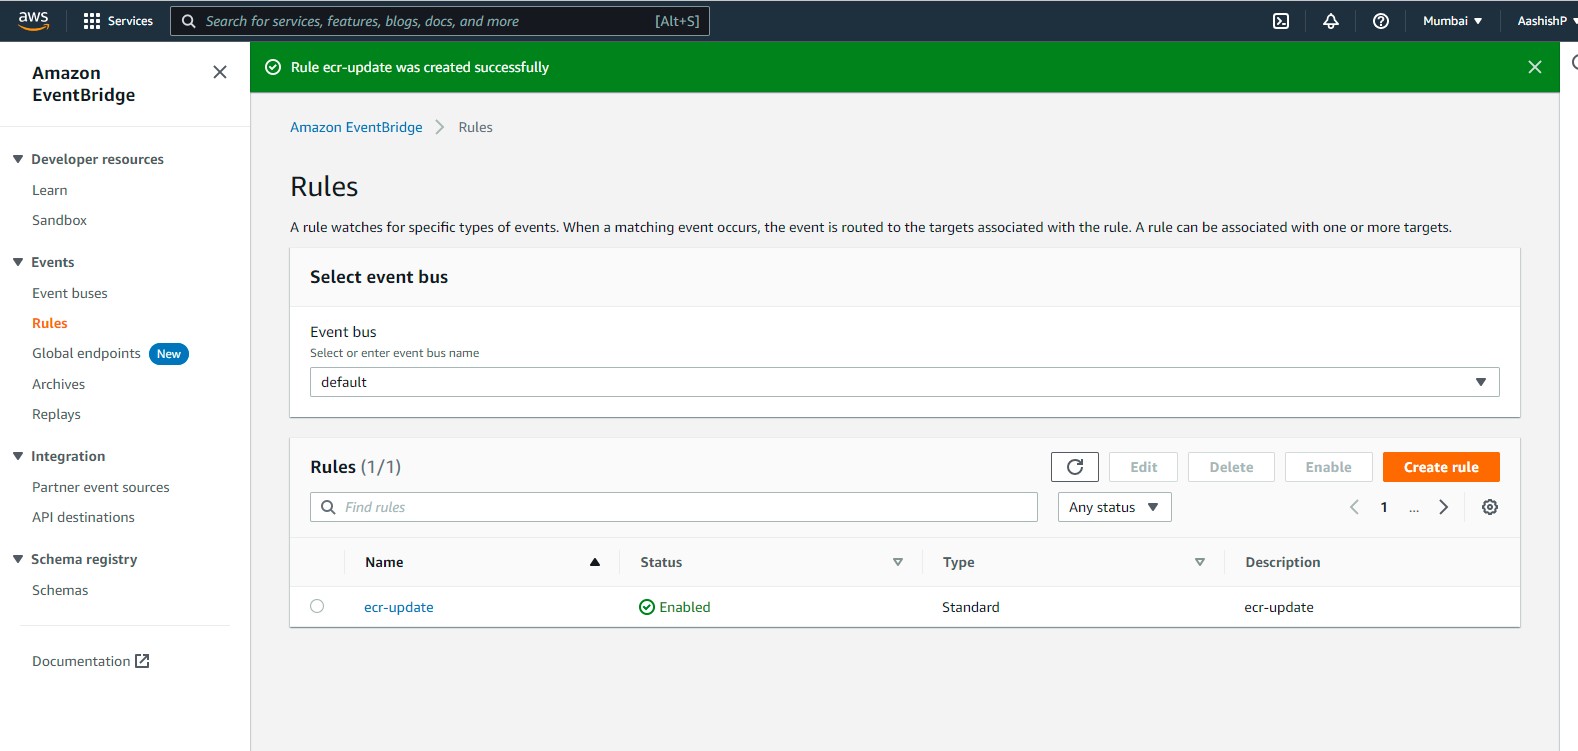 aws
Services
Search for services, features, blogs, docs, and more
[Alt+S]
Mumbai
AashishP
Amazon
EventBridge
Developer resources
Learn
Sandbox
Events
Event buses
Rules
Global endpoints New
Archives
Replays
Integration
Partner event sources
API destinations
Schema registry
Schemas
Documentation
Rule ecr-update was created successfully
Amazon EventBridge Rules
Rules
A rule watches for specific types of events. When a matching event occurs, the event is routed to the targets associated with the rule. A rule can be associated with one or more targets.
Select event bus
Event bus
Select or enter event bus name
default
Rules (1/1)
Edit
Delete
Enable
Create rule
Find rules
Any status
1
...
Name Status Type Description
ecr-update Enabled Standard ecr-update